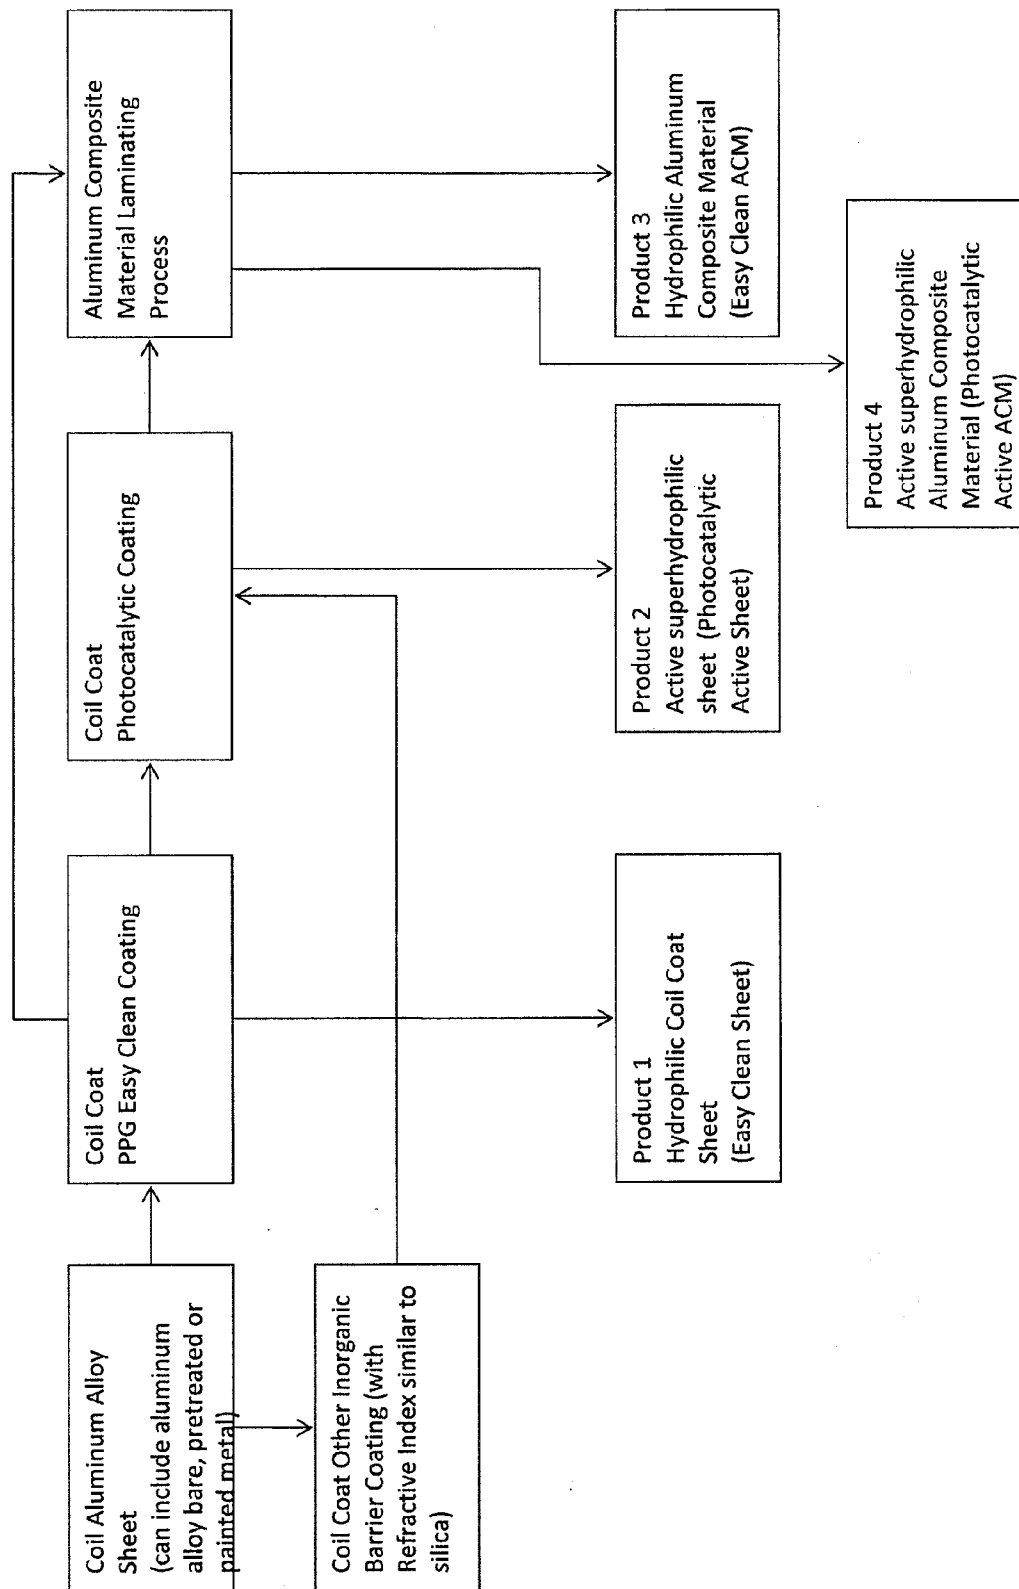 Coil Aluminum Alloy
Sheet
(can include aluminum
alloy bare, pretreated or
painted metal)
Coil Coat
PPG Easy Clean Coating
Coil Coat
Photocatalytic Coating
Aluminum Composite
Material Laminating
Process
Coil Coat Other Inorganic
Barrier Coating (with
Refractive Index similar to
silica)
Product 1
Hydrophilic Coil Coat
Sheet
(Easy Clean Sheet)
Product 2
Active superhydrophilic
sheet (Photocatalytic
Active Sheet)
Product 3
Hydrophilic Aluminum
Composite Material
(Easy Clean ACM)
Product 4
Active superhydrophilic
Aluminum Composite
Material (Photocatalytic
Active ACM)